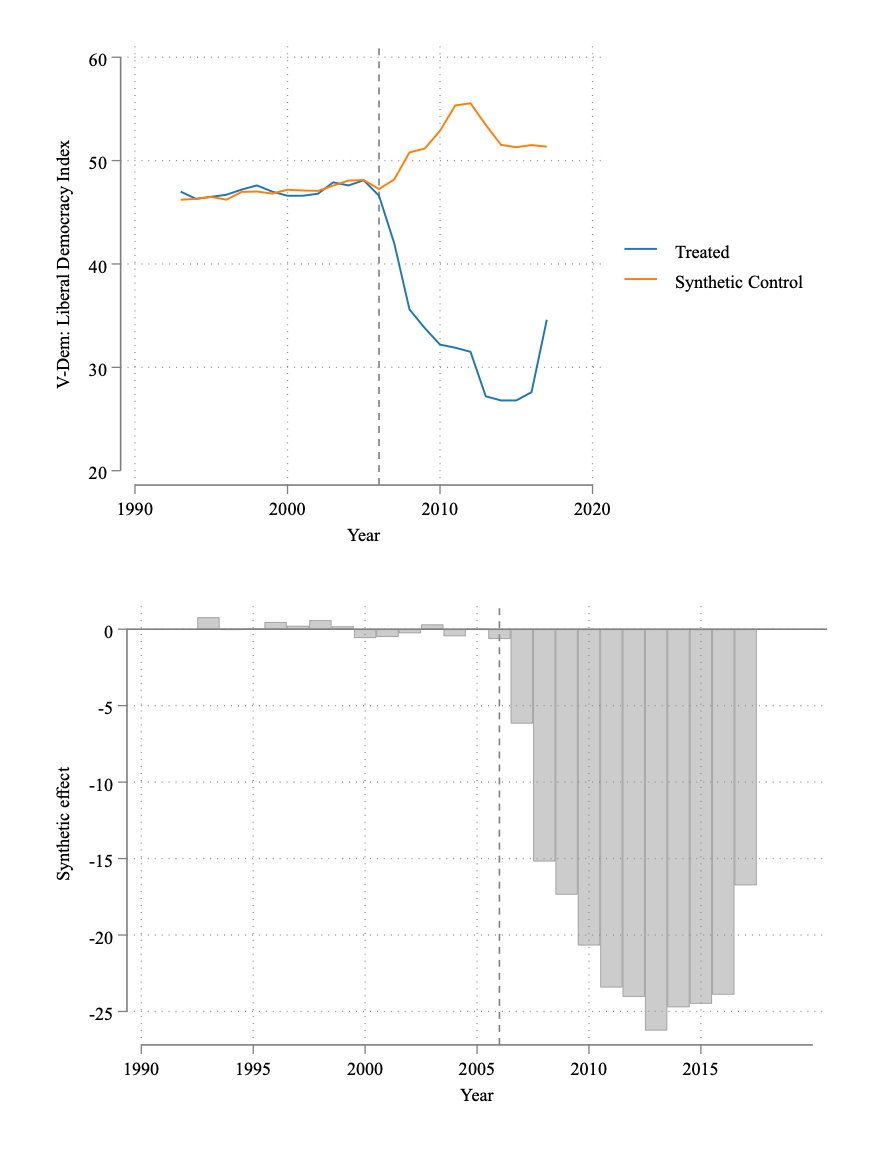 60
50
40
30
20
V-Dem: Liberal Democracy Index
1990 2000 2010 2020
Year
Treated
Synthetic Control
0
-5
-10
-15
-20
-25
Synthetic effect
1990 1995 2000 2005 2010 2015
Year